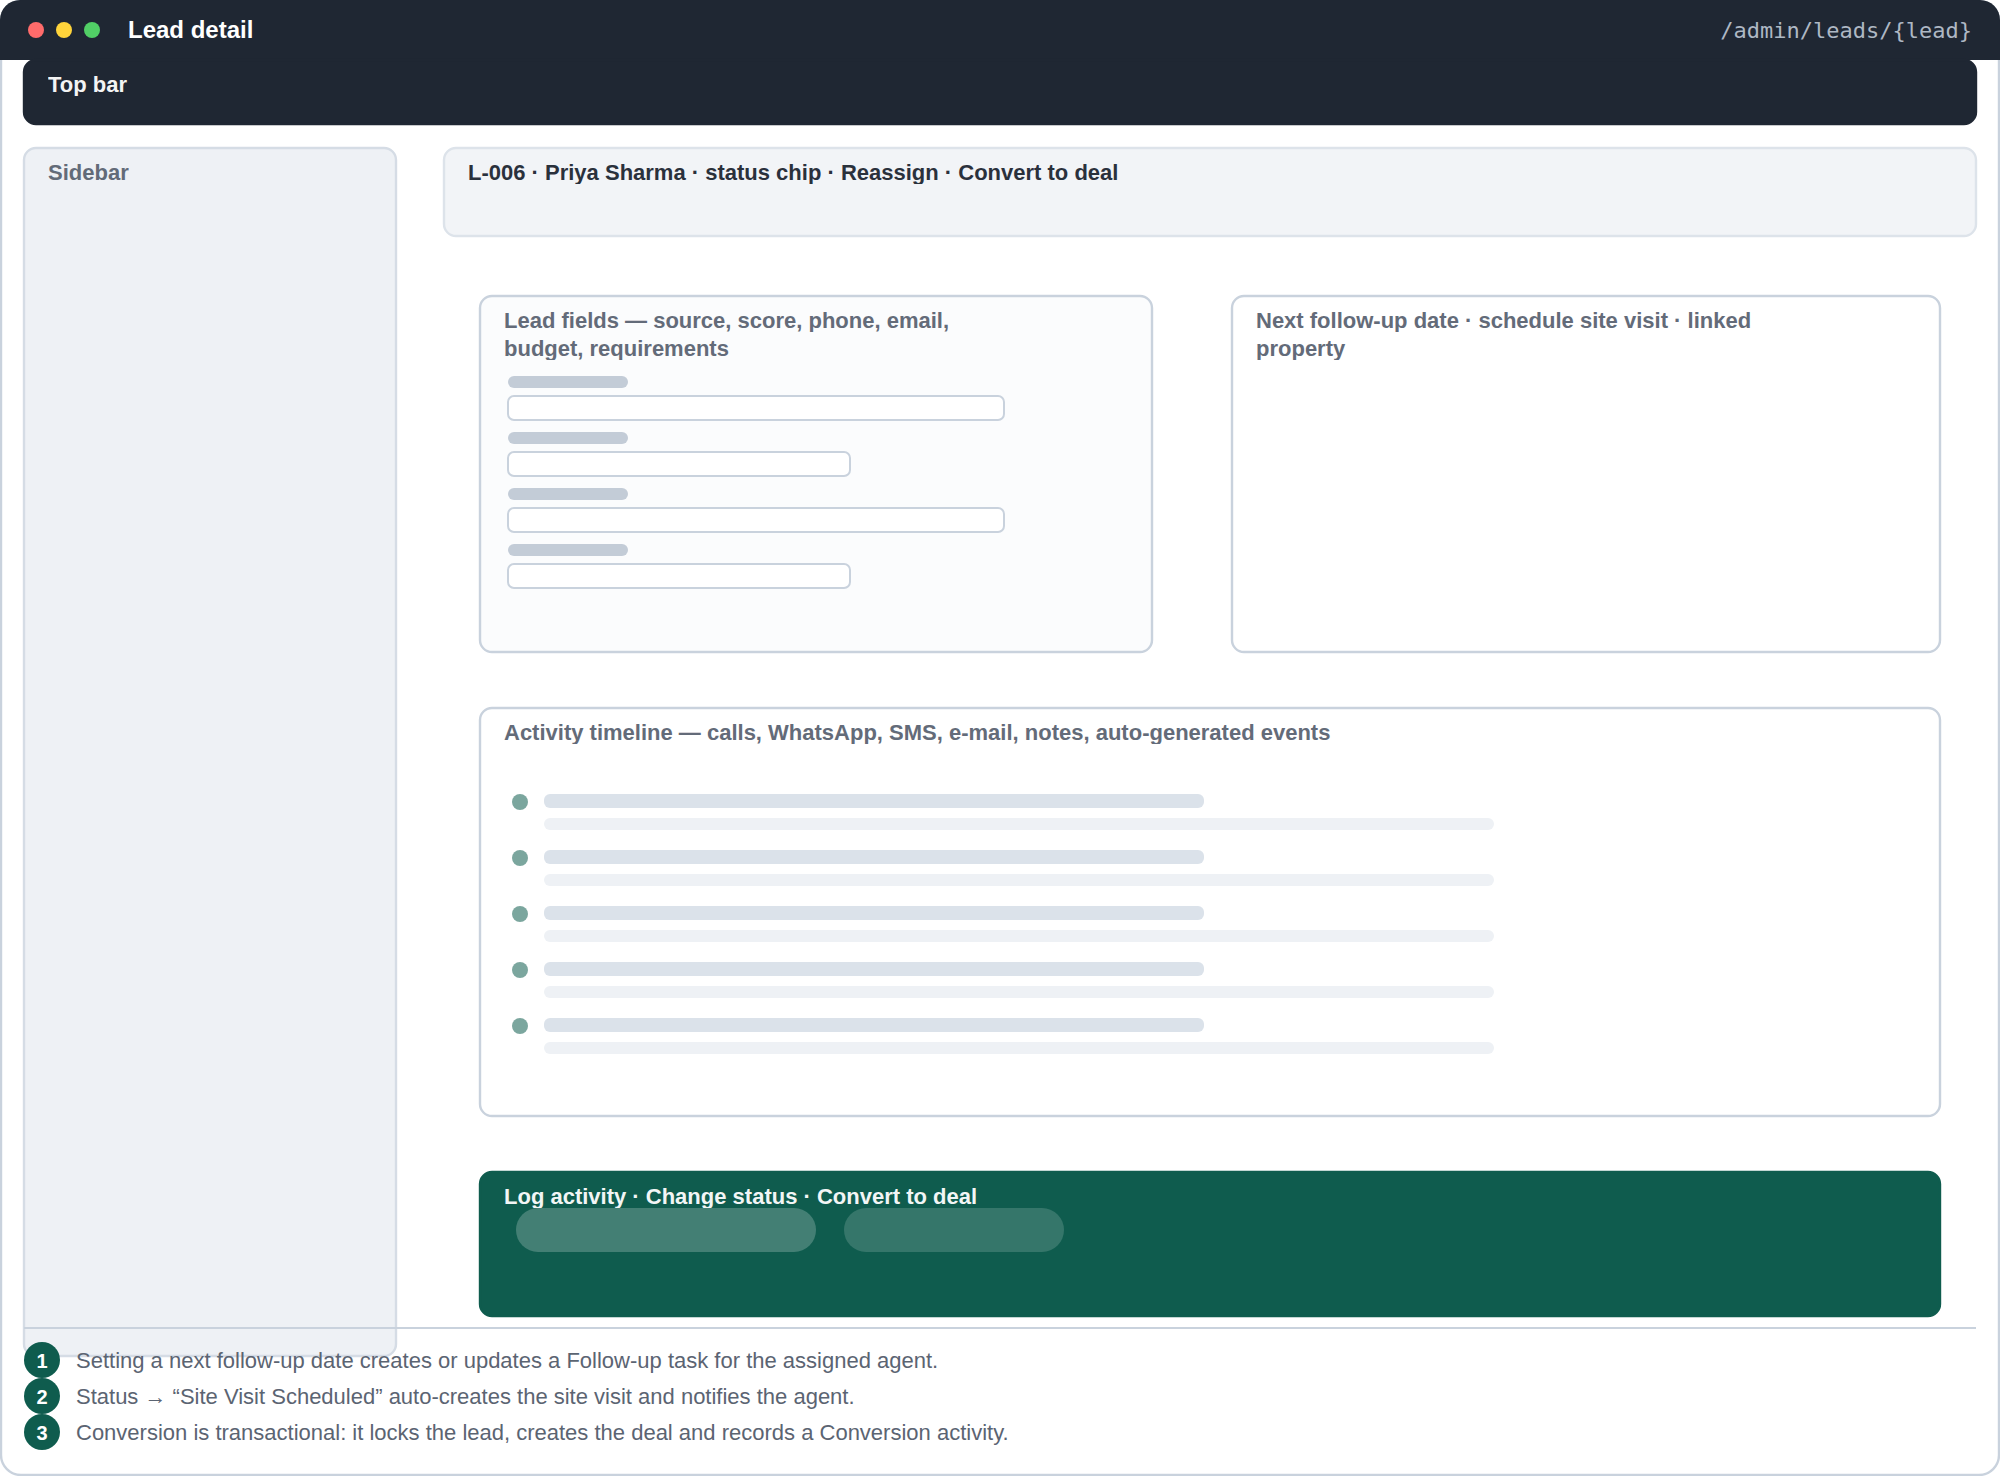 Lead detail
/admin/leads/{lead}
Top bar
Sidebar
L-006 · Priya Sharma · status chip · Reassign · Convert to deal
Lead fields — source, score, phone, email,
budget, requirements
Next follow-up date · schedule site visit · linked
property
Activity timeline — calls, WhatsApp, SMS, e-mail, notes, auto-generated events
Log activity · Change status · Convert to deal
1 Setting a next follow-up date creates or updates a Follow-up task for the assigned agent.
2 Status → “Site Visit Scheduled” auto-creates the site visit and notifies the agent.
3 Conversion is transactional: it locks the lead, creates the deal and records a Conversion activity.